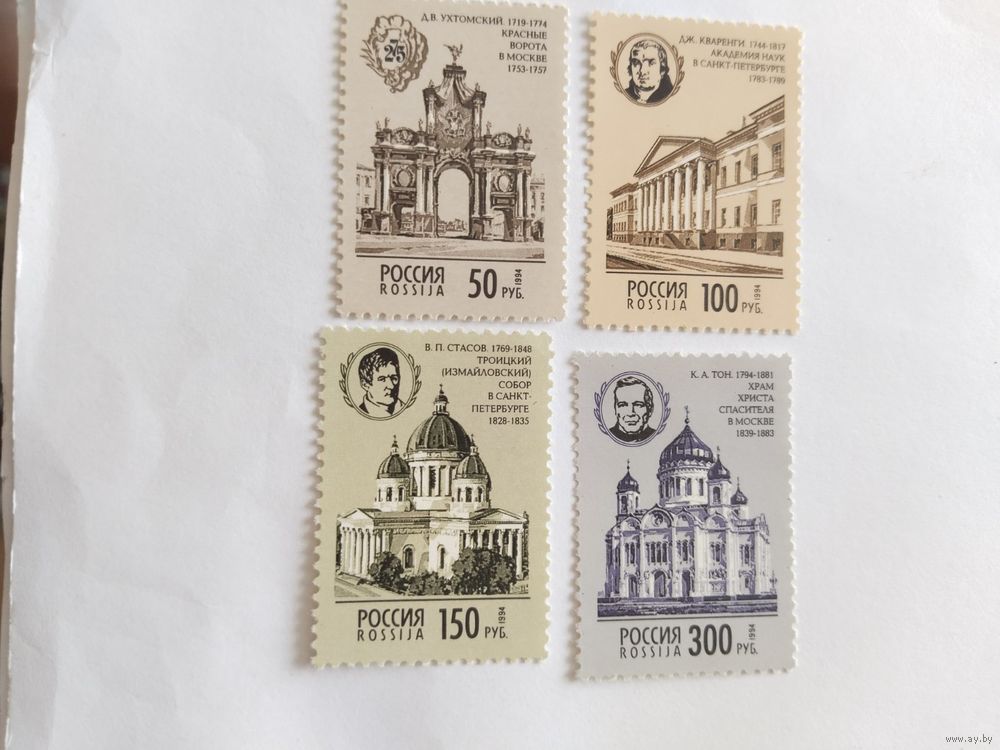 Д.В. УХТОМСКИЙ. 1719-1774
КРАСНЫЕ
ВОРОТА
В МОСКВЕ
1753-1757
РОССИЯ
ROSSIJA
50 РУБ.
1994
ДЖ. КВАРЕНГИ. 1744-1817
АКАДЕМИЯ НАУК
В САНКТ-ПЕТЕРБУРГЕ
1783-1789
РОССИЯ
ROSSIJA
100 РУБ.
1994
В. П. СТАСОВ. 1769-1848
ТРОИЦКИЙ
(ИЗМАЙЛОВСКИЙ)
СОБОР
В САНКТ-
ПЕТЕРБУРГЕ
1828-1835
РОССИЯ
ROSSIJA
150 РУБ.
1994
К. А. ТОН. 1794-1881
ХРАМ
ХРИСТА
СПАСИТЕЛЯ
В МОСКВЕ
1839-1883
РОССИЯ
ROSSIJA
300 РУБ.
1994
www.ay.by